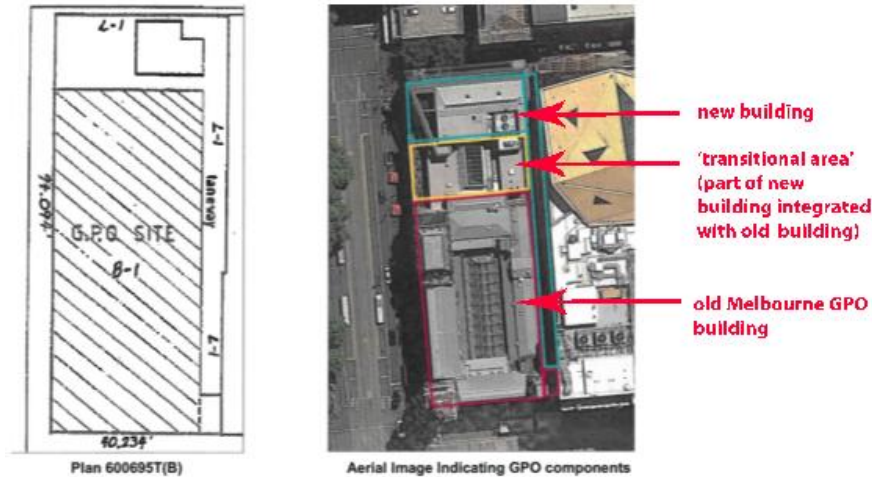 L-1
L-7
laneway
94,094'
G.P.O SITE
B-1
L-7
40,234'
Plan 600695T(B)
new building
'transitional area'
(part of new
building integrated
with old building)
old Melbourne GPO
building
Aerial Image Indicating GPO components